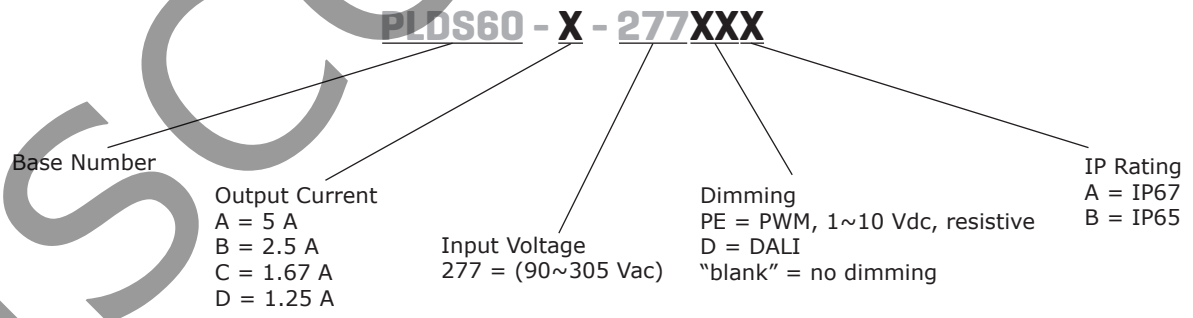 PLDS60 - X - 277XXX
Base Number
Output Current
A = 5 A
B = 2.5 A
C = 1.67 A
D = 1.25 A
Input Voltage
277 = (90~305 Vac)
Dimming
PE = PWM, 1~10 Vdc, resistive
D = DALI
“blank” = no dimming
IP Rating
A = IP67
B = IP65